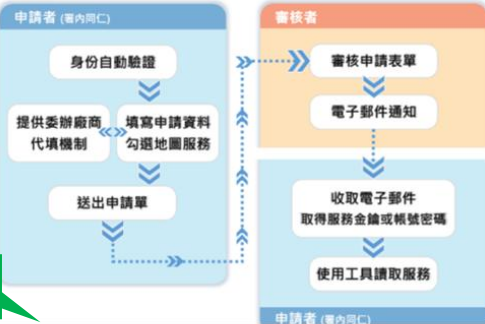 申請者 (署內同仁)
身份自動驗證
提供委辦廠商
代填機制
填寫申請資料
勾選地圖服務
送出申請單
審核者
審核申請表單
電子郵件通知
收取電子郵件
取得服務金鑰或帳號密碼
使用工具讀取服務
申請者 (署內同仁)